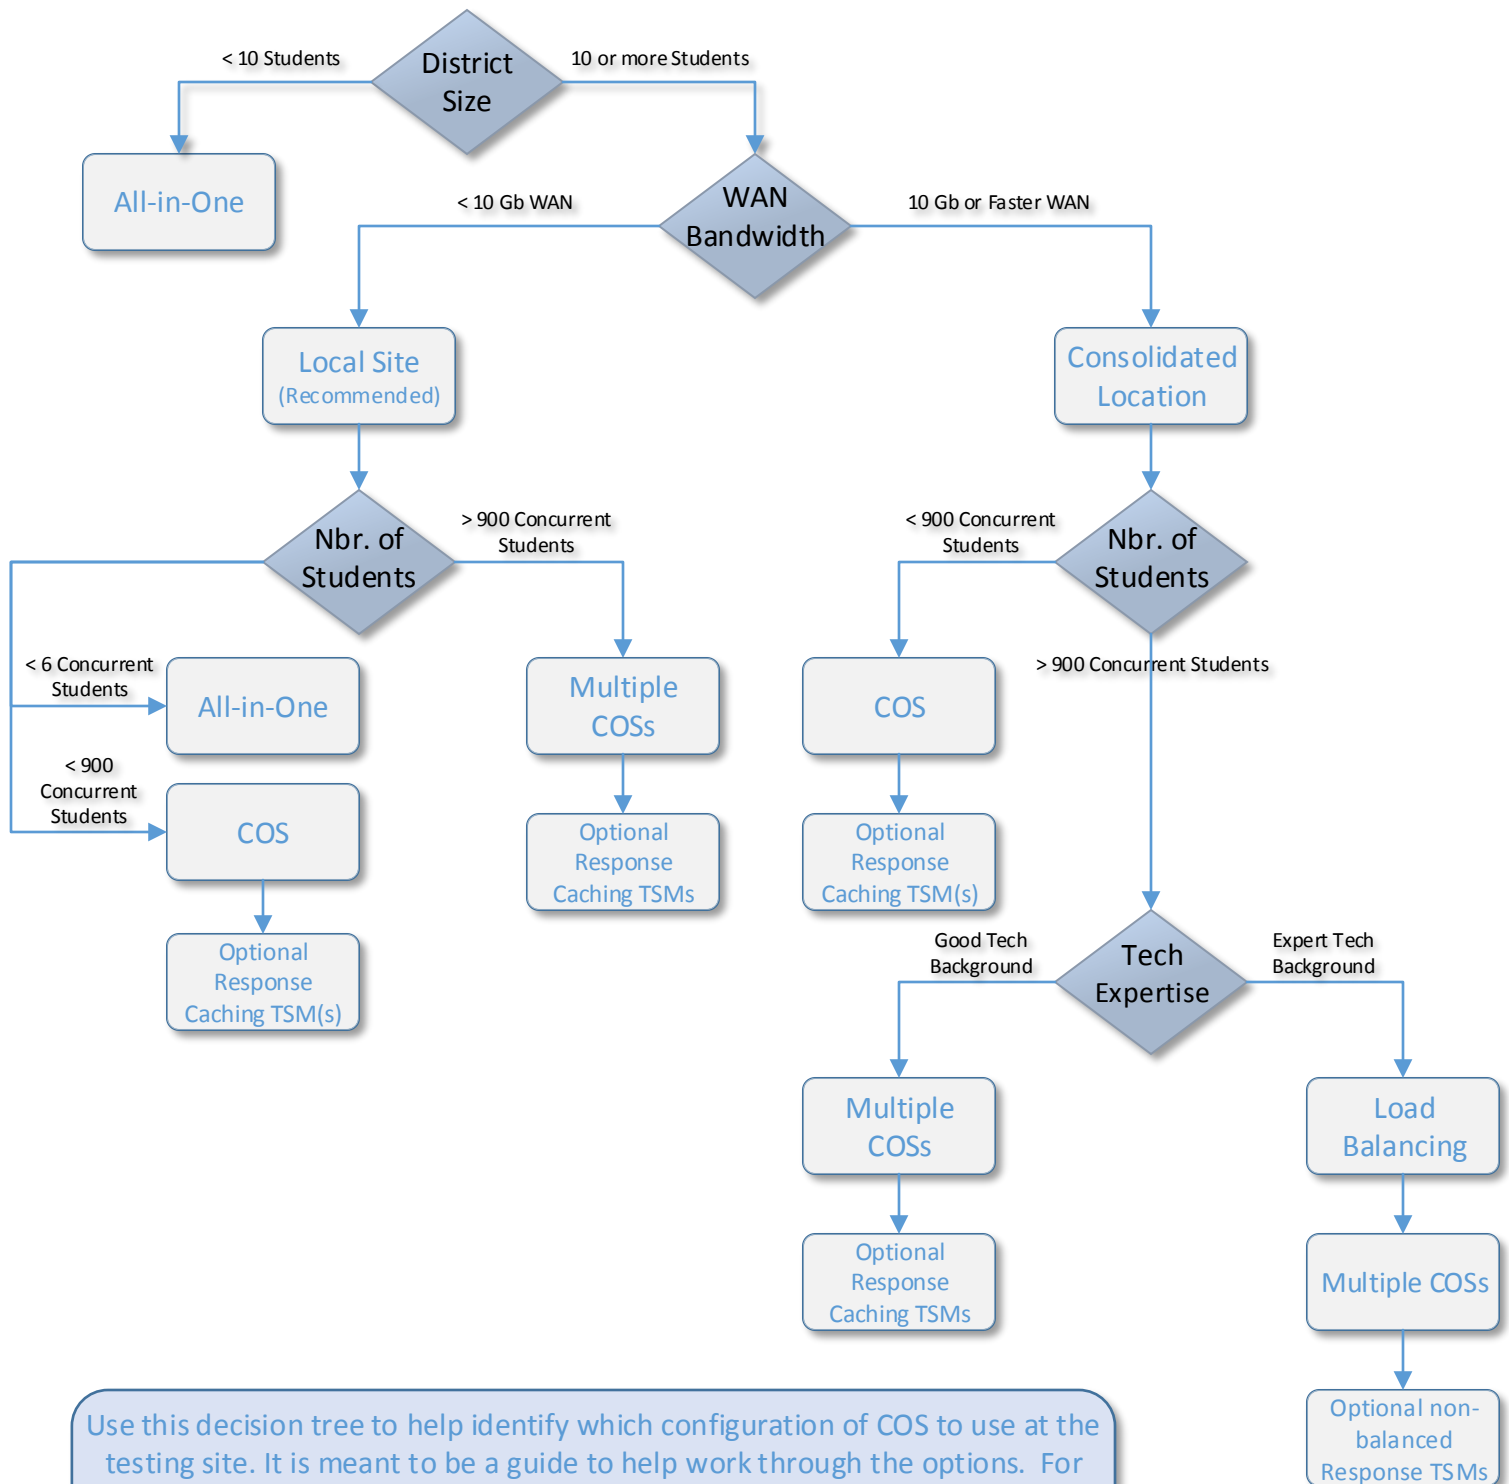 < 10 Students
District
Size
10 or more Students
All-in-One
< 10 Gb WAN
WAN
Bandwidth
10 Gb or Faster WAN
Local Site
(Recommended)
Consolidated
Location
Nbr. of
Students
> 900 Concurrent
Students
< 900 Concurrent
Students
Nbr. of
Students
< 6 Concurrent
Students
All-in-One
Multiple
COSs
COS
> 900 Concurrent Students
< 900
Concurrent
Students
COS
Optional
Response
Caching TSMs
Optional
Response
Caching TSM(s)
Optional
Response
Caching TSM(s)
Good Tech
Background
Tech
Expertise
Expert Tech
Background
Multiple
COSs
Load
Balancing
Optional
Response
Caching TSMs
Multiple COSs
Optional non-
balanced
Response TSMs
Use this decision tree to help identify which configuration of COS to use at the
testing site. It is meant to be a guide to help work through the options. For